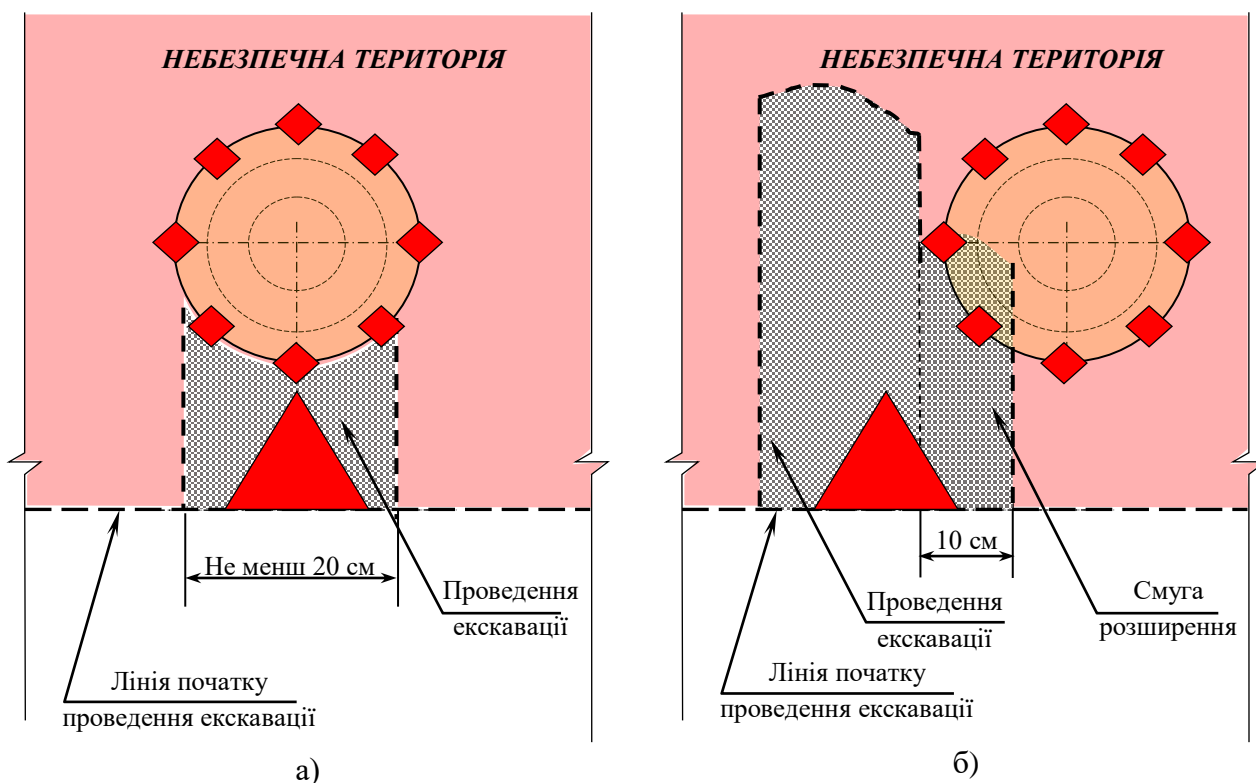 НЕБЕЗПЕЧНА ТЕРИТОРІЯ
Не менш 20 см
Проведення
екскавації
Лінія початку
проведення екскавації
а)
НЕБЕЗПЕЧНА ТЕРИТОРІЯ
10 см
Проведення
екскавації
Смуга
розширення
Лінія початку
проведення екскавації
б)